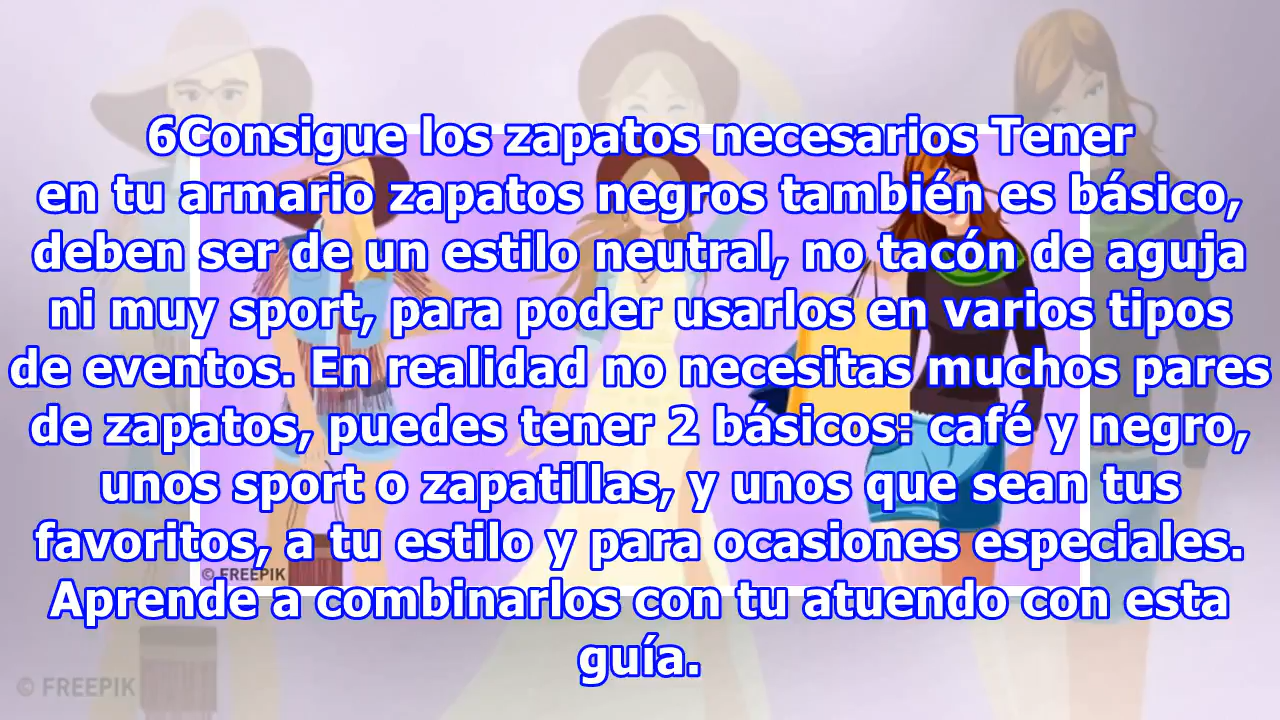 6Consigue los zapatos necesarios Tener
en tu armario zapatos negros también es básico,
deben ser de un estilo neutral, no tacón de aguja
ni muy sport, para poder usarlos en varios tipos
de eventos. En realidad no necesitas muchos pares
de zapatos, puedes tener 2 básicos: café y negro,
unos sport o zapatillas, y unos que sean tus
favoritos, a tu estilo y para ocasiones especiales.
© FREEPIK
Aprende a combinarlos con tu atuendo con esta
guía.
© FREEPIK